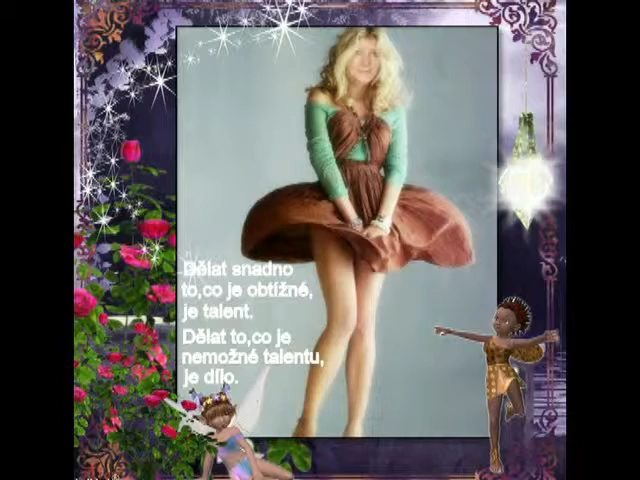 Dělat snadno
to,co je obtížné,
je talent.
Dělat to,co je
nemožné talentu,
je dílo.